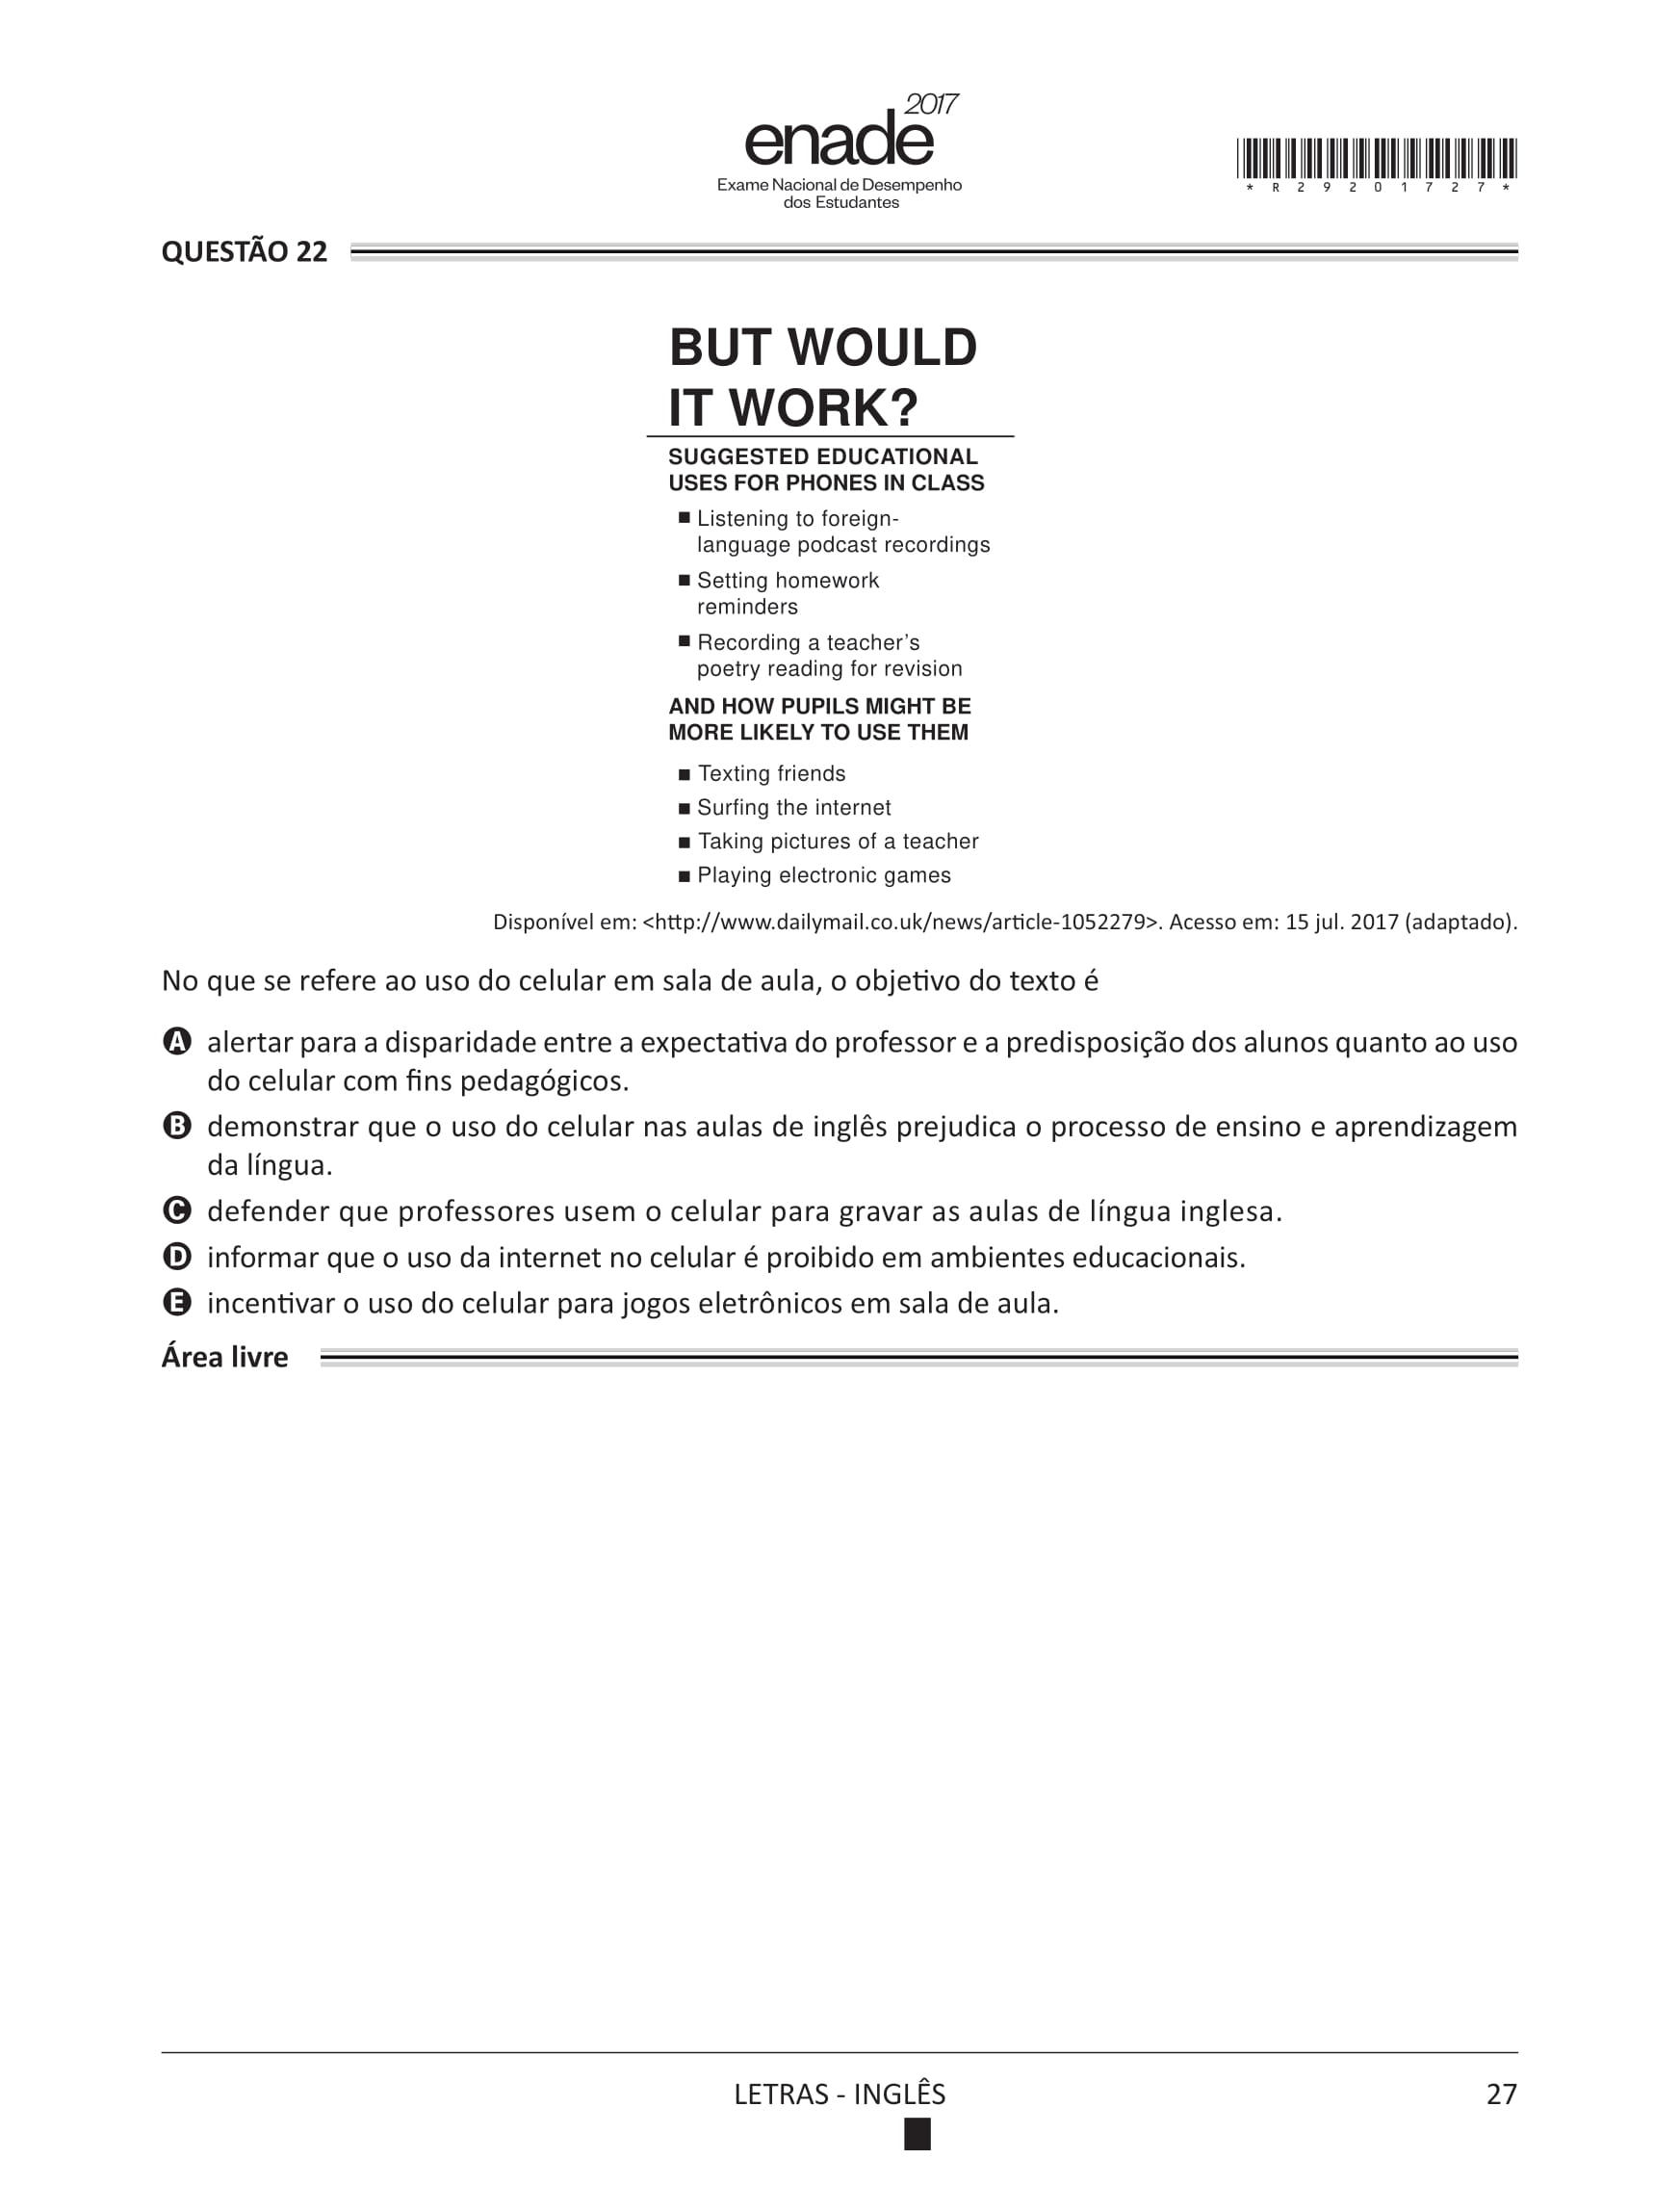 2017
enade
Exame Nacional de Desempenho
dos Estudantes
*R2920172​7*
QUESTÃO 22
BUT WOULD
IT WORK?
SUGGESTED EDUCATIONAL
USES FOR PHONES IN CLASS
■ Listening to foreign-
language podcast recordings
■ Setting homework
reminders
■ Recording a teacher’s
poetry reading for revision
AND HOW PUPILS MIGHT BE
MORE LIKELY TO USE THEM
■ Texting friends
■ Surfing the internet
■ Taking pictures of a teacher
■ Playing electronic games
Disponível em: <http://www.dailymail.co.uk/news/article-1052279>. Acesso em: 15 jul. 2017 (adaptado).
No que se refere ao uso do celular em sala de aula, o objetivo do texto é
A alertar para a disparidade entre a expectativa do professor e a predisposição dos alunos quanto ao uso
do celular com fins pedagógicos.
B demonstrar que o uso do celular nas aulas de inglês prejudica o processo de ensino e aprendizagem
da língua.
C defender que professores usem o celular para gravar as aulas de língua inglesa.
D informar que o uso da internet no celular é proibido em ambientes educacionais.
E incentivar o uso do celular para jogos eletrônicos em sala de aula.
Área livre
LETRAS - INGLÊS
27